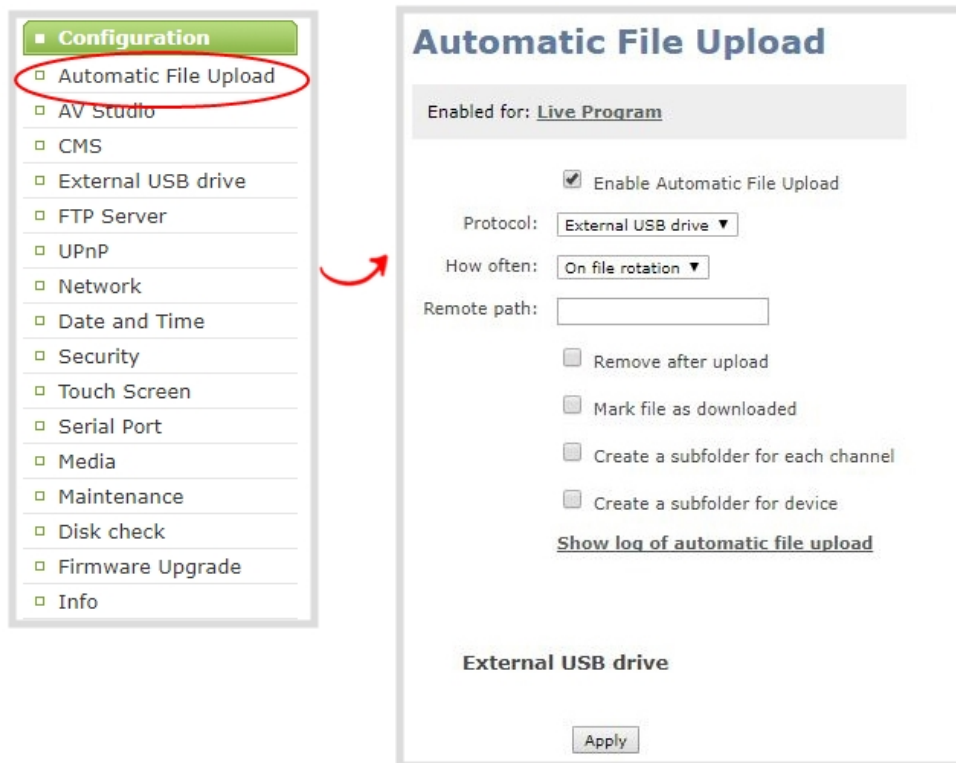 Configuration
Automatic File Upload
AV Studio
CMS
External USB drive
FTP Server
UPnP
Network
Date and Time
Security
Touch Screen
Serial Port
Media
Maintenance
Disk check
Firmware Upgrade
Info
Automatic File Upload
Enabled for: Live Program
Enable Automatic File Upload
Protocol: External USB drive
How often: On file rotation
Remote path:
Remove after upload
Mark file as downloaded
Create a subfolder for each channel
Create a subfolder for device
Show log of automatic file upload
External USB drive
Apply